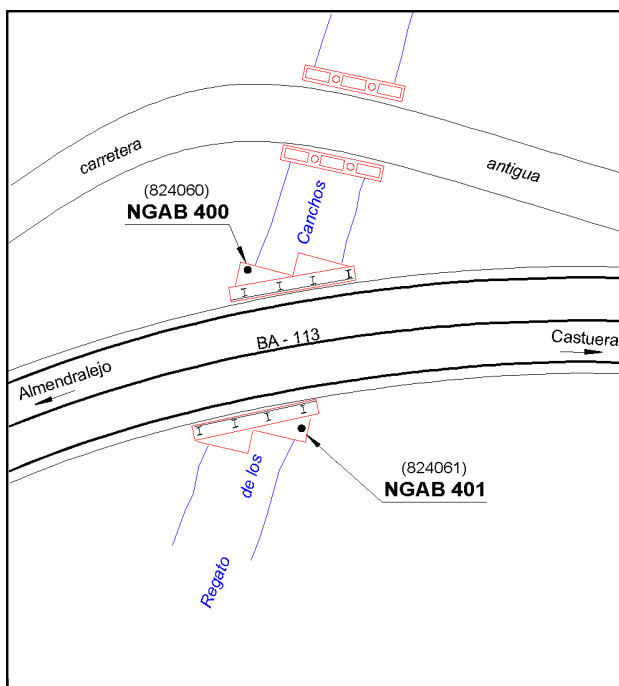 carretera
antigua
(824060)
NGAB 400
Canchos
BA - 113
Castuera
Almendralejo
(824061)
NGAB 401
de los
Regato